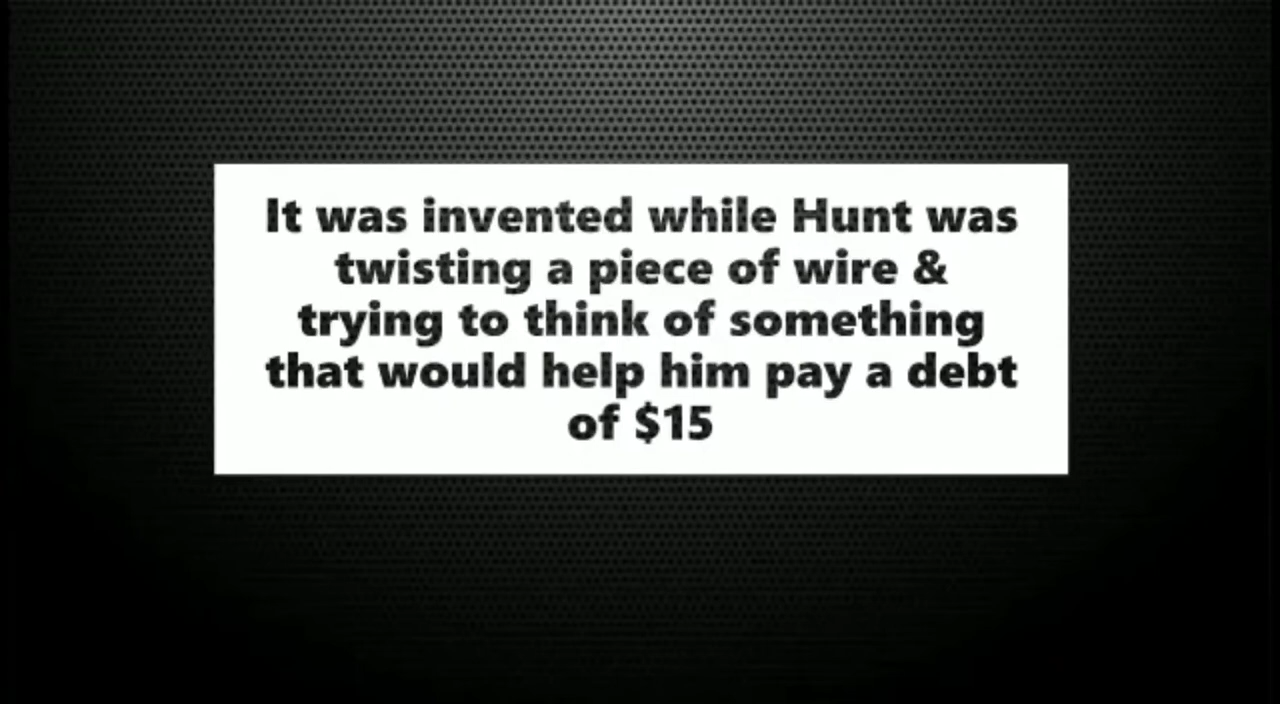 It was invented while Hunt was
twisting a piece of wire &
trying to think of something
that would help him pay a debt
of $15